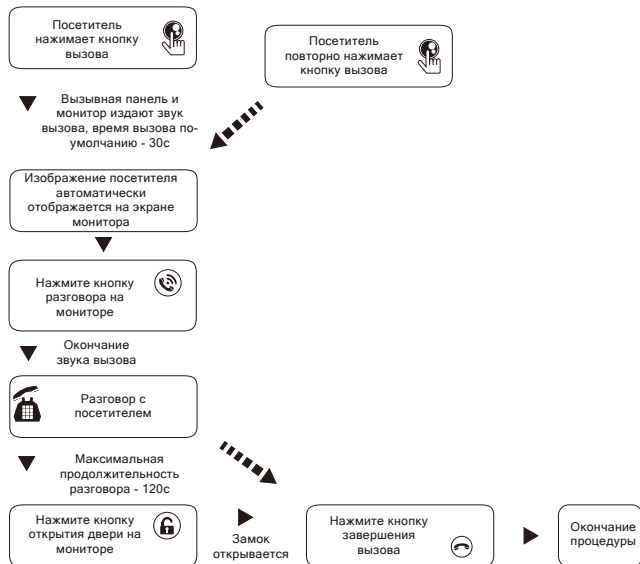 Посетитель
нажимает кнопку
вызова
Посетитель
повторно нажимает
кнопку вызова
Вызывная панель и
монитор издают звук
вызова, время вызова по-
умолчанию - 30с
Изображение посетителя
автоматически
отображается на экране
монитора
Нажмите кнопку
разговора на
мониторе
Окончание
звука вызова
Разговор с
посетителем
Максимальная
продолжительность
разговора - 120с
Нажмите кнопку
открытия двери на
мониторе
Замок
открывается
Нажмите кнопку
завершения
вызова
Окончание
процедуры